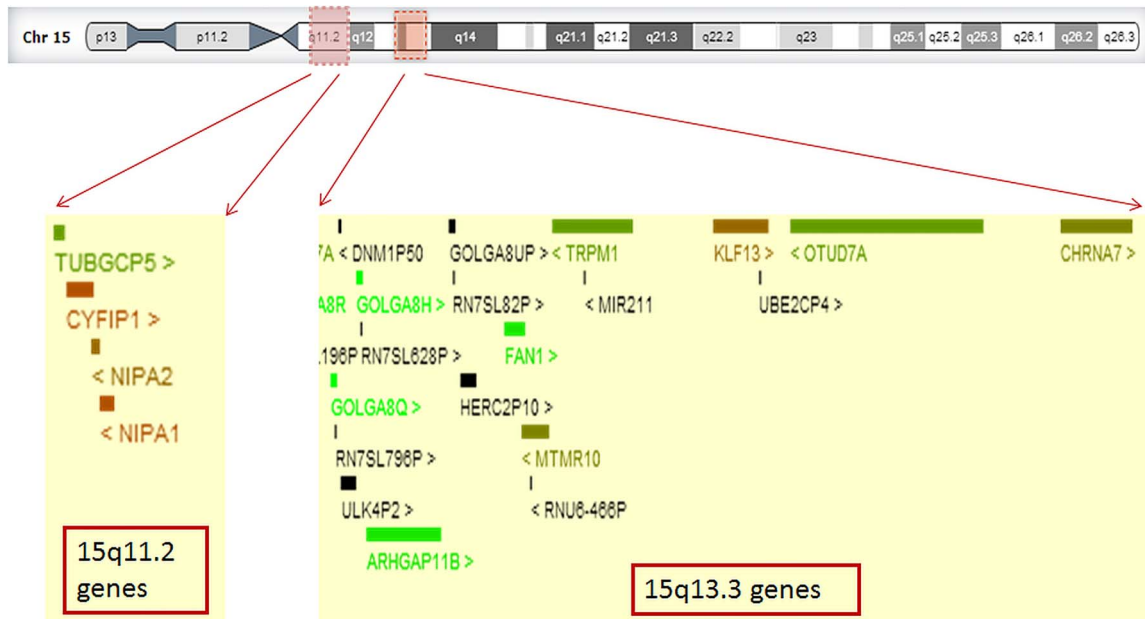 Chr 15 p13 p11.2 q11.2 q12 q14 q21.1 q21.2 q21.3 q22.2 q23 q25.1 q25.2 q25.3 q26.1 q26.2 q26.3
TUBGCP5 >
CYFIP1 >
< NIPA2
< NIPA1
15q11.2
genes
7A < DNM1P50 GOLGA8UP > < TRPM1 KLF13 > < OTUD7A CHRNA7 >
A8R GOLGA8H > RN7SL82P > < MIR211 UBE2CP4 >
.196P RN7SL628P > FAN1 >
GOLGA8Q > HERC2P10 >
RN7SL796P > < MTMR10
ULK4P2 > < RNU6-466P
ARHGAP11B >
15q13.3 genes